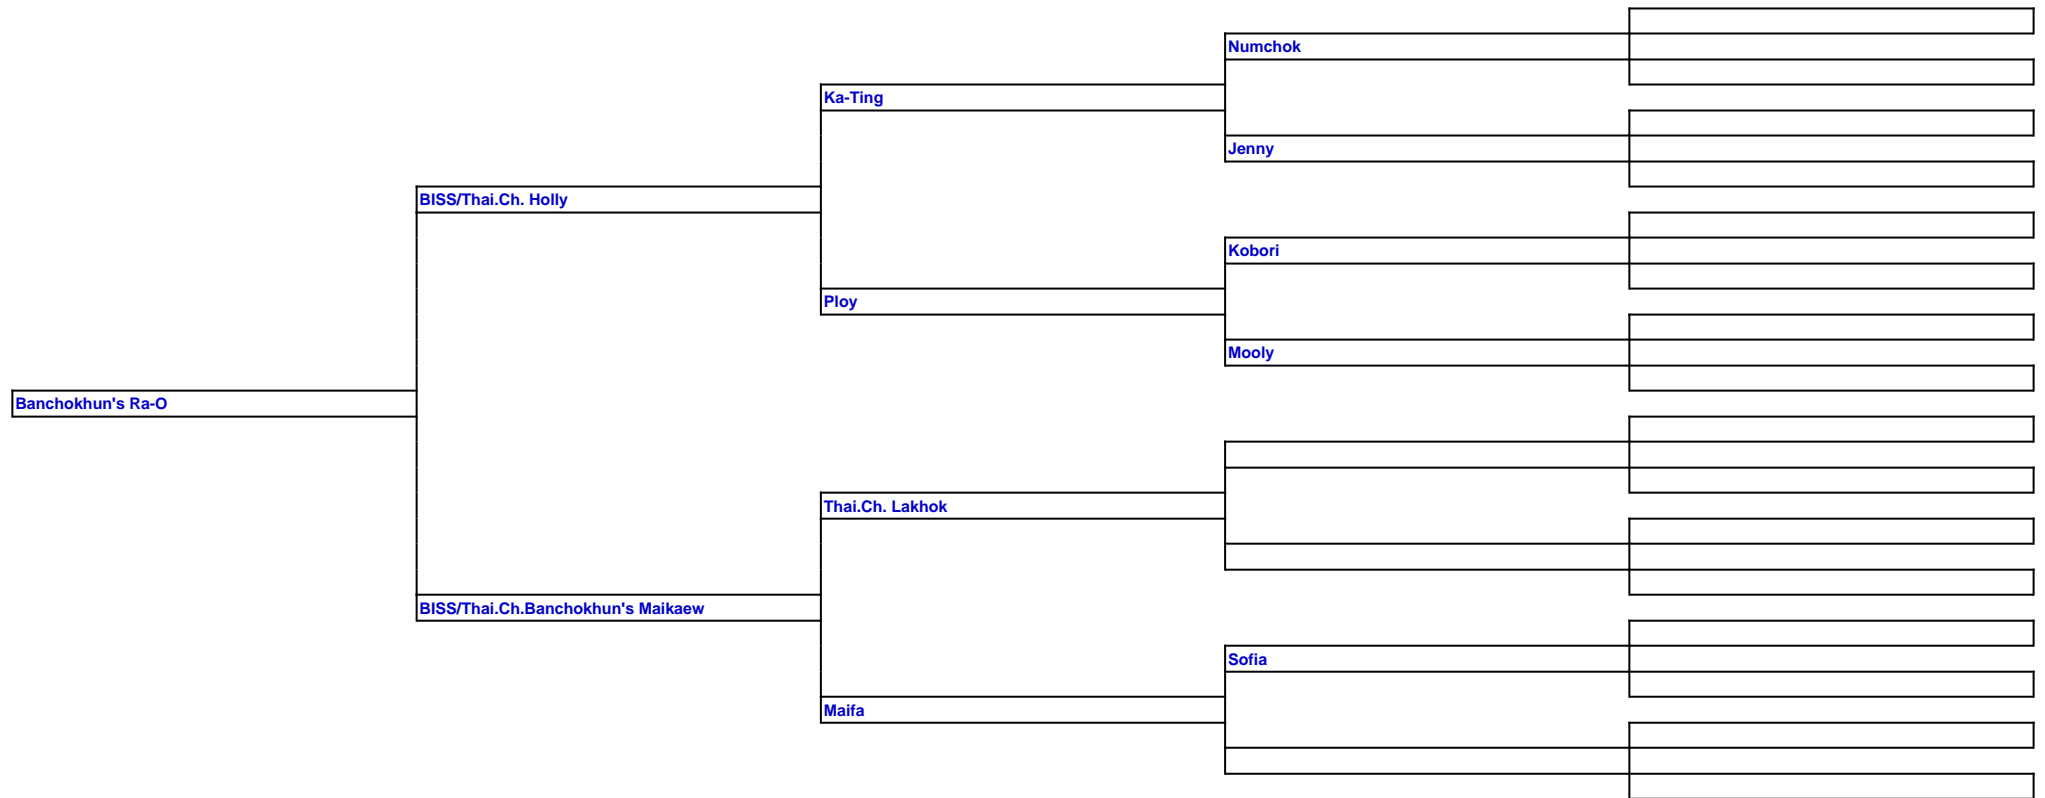 Numchok
Ka-Ting
Jenny
BISS/Thai.Ch. Holly
Kobori
Ploy
Mooly
Banchokhun's Ra-O
Thai.Ch. Lakhok
BISS/Thai.Ch.Banchokhun's Maikaew
Sofia
Maifa